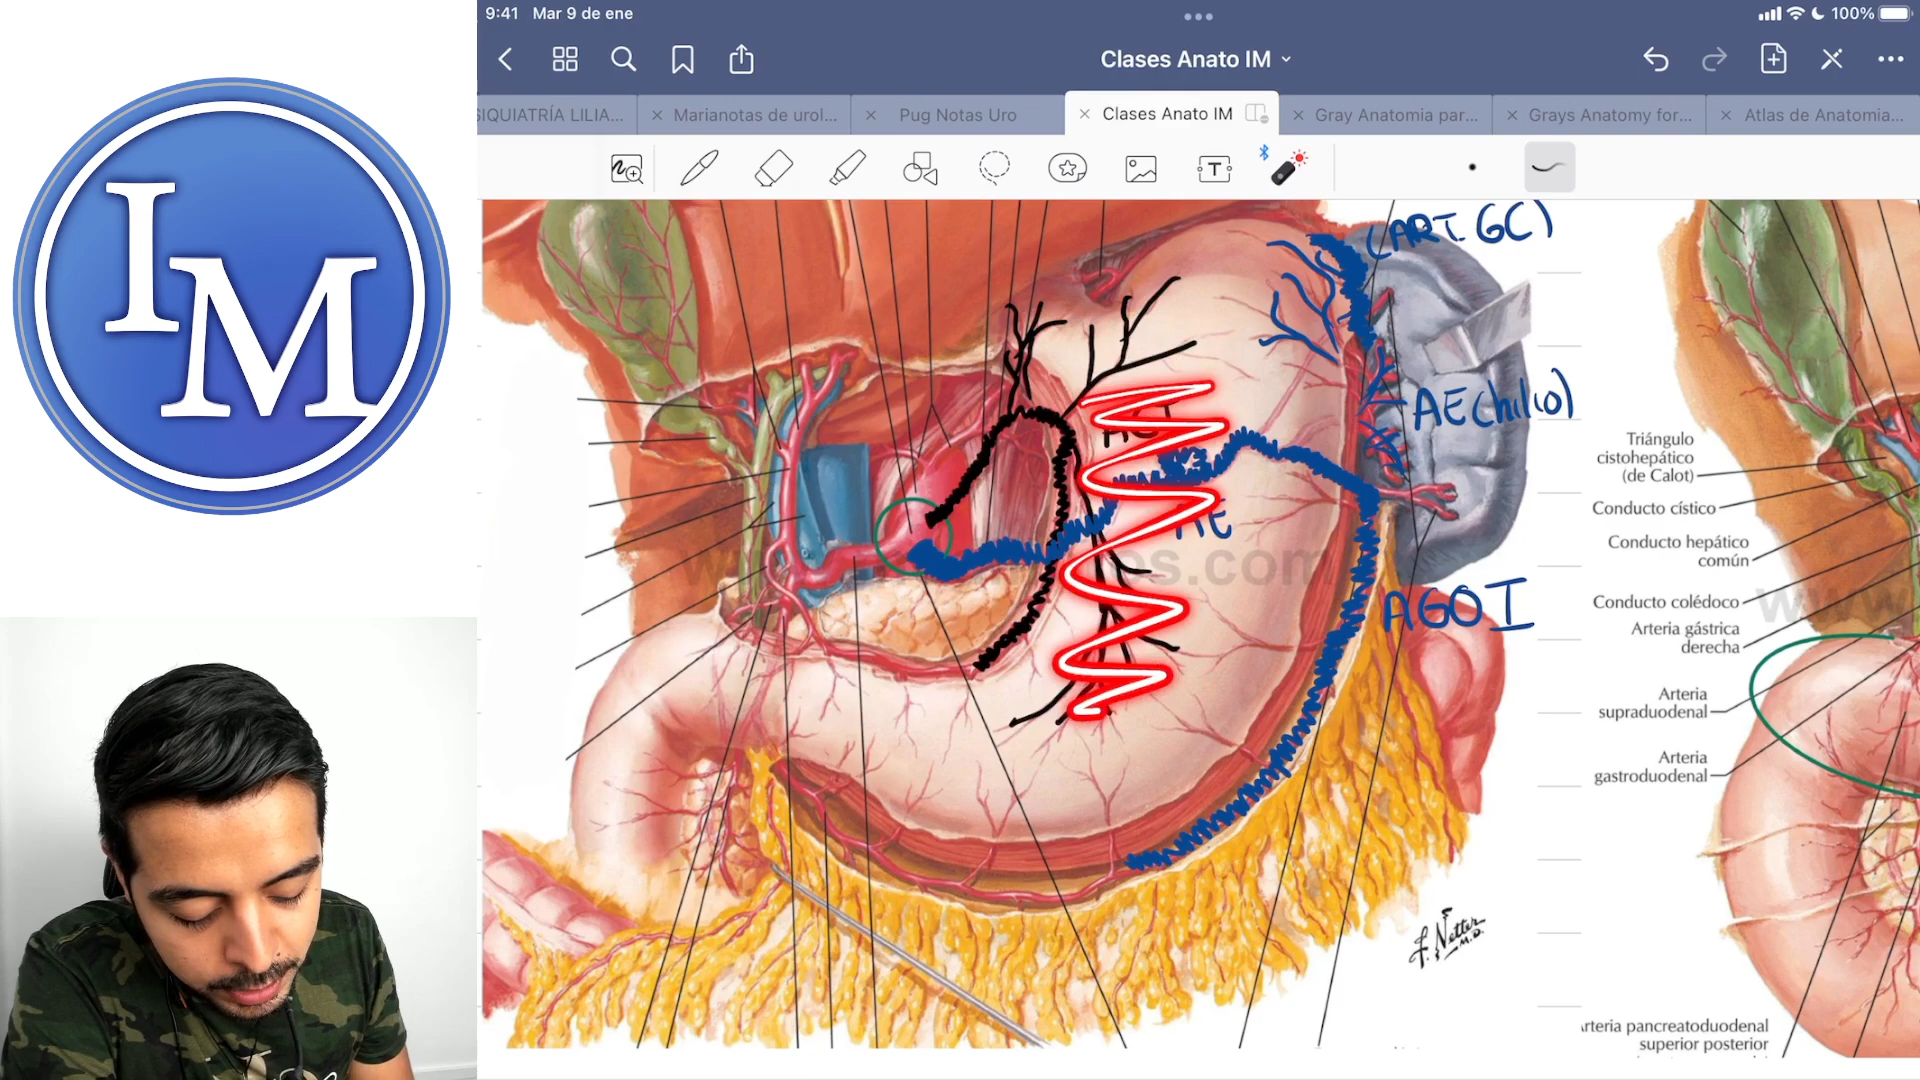 9:41 Mar 9 de ene
100%
Clases Anato IM
SIQUIATRÍA LILIA...
Marianotas de urol...
Pug Notas Uro
Clases Anato IM
Gray Anatomia par...
Grays Anatomy for...
Atlas de Anatomia...
T
IM
(ART GC)
AE(hilio)
AE
AGOI
Triángulo
cistohepático
(de Calot)
Conducto cístico
Conducto hepático
común
Conducto colédoco
Arteria gástrica
derecha
Arteria
supraduodenal
Arteria
gastroduodenal
F. Netter
M.D.
Arteria pancreatoduodenal
superior posterior